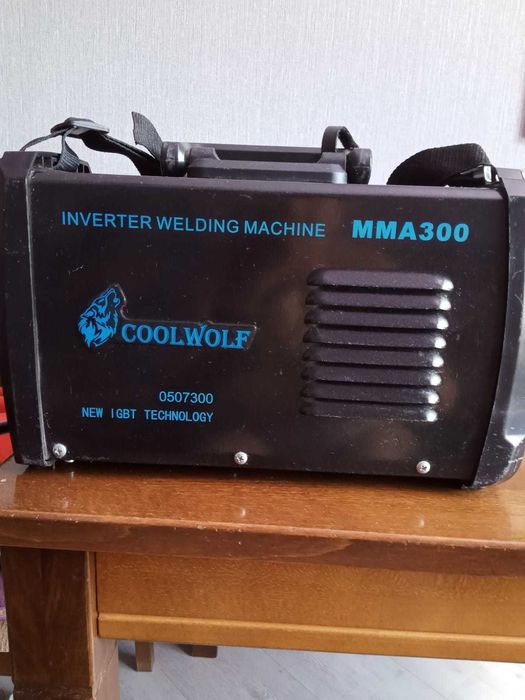 INVERTER WELDING MACHINE MMA300
COOLWOLF
0507300
NEW IGBT TECHNOLOGY